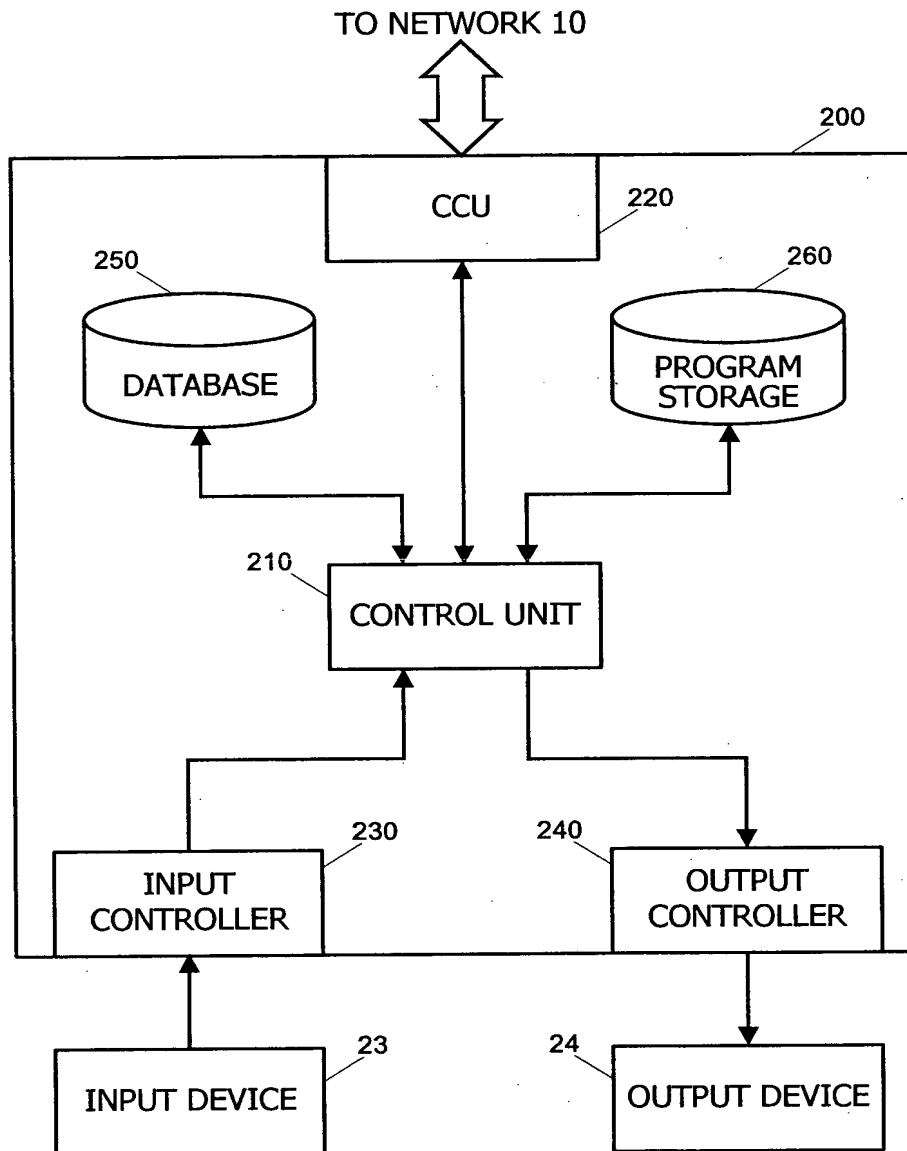 TO NETWORK 10
200
CCU
220
250
260
DATABASE
PROGRAM
STORAGE
210
CONTROL UNIT
230
240
INPUT
CONTROLLER
OUTPUT
CONTROLLER
23
24
INPUT DEVICE
OUTPUT DEVICE